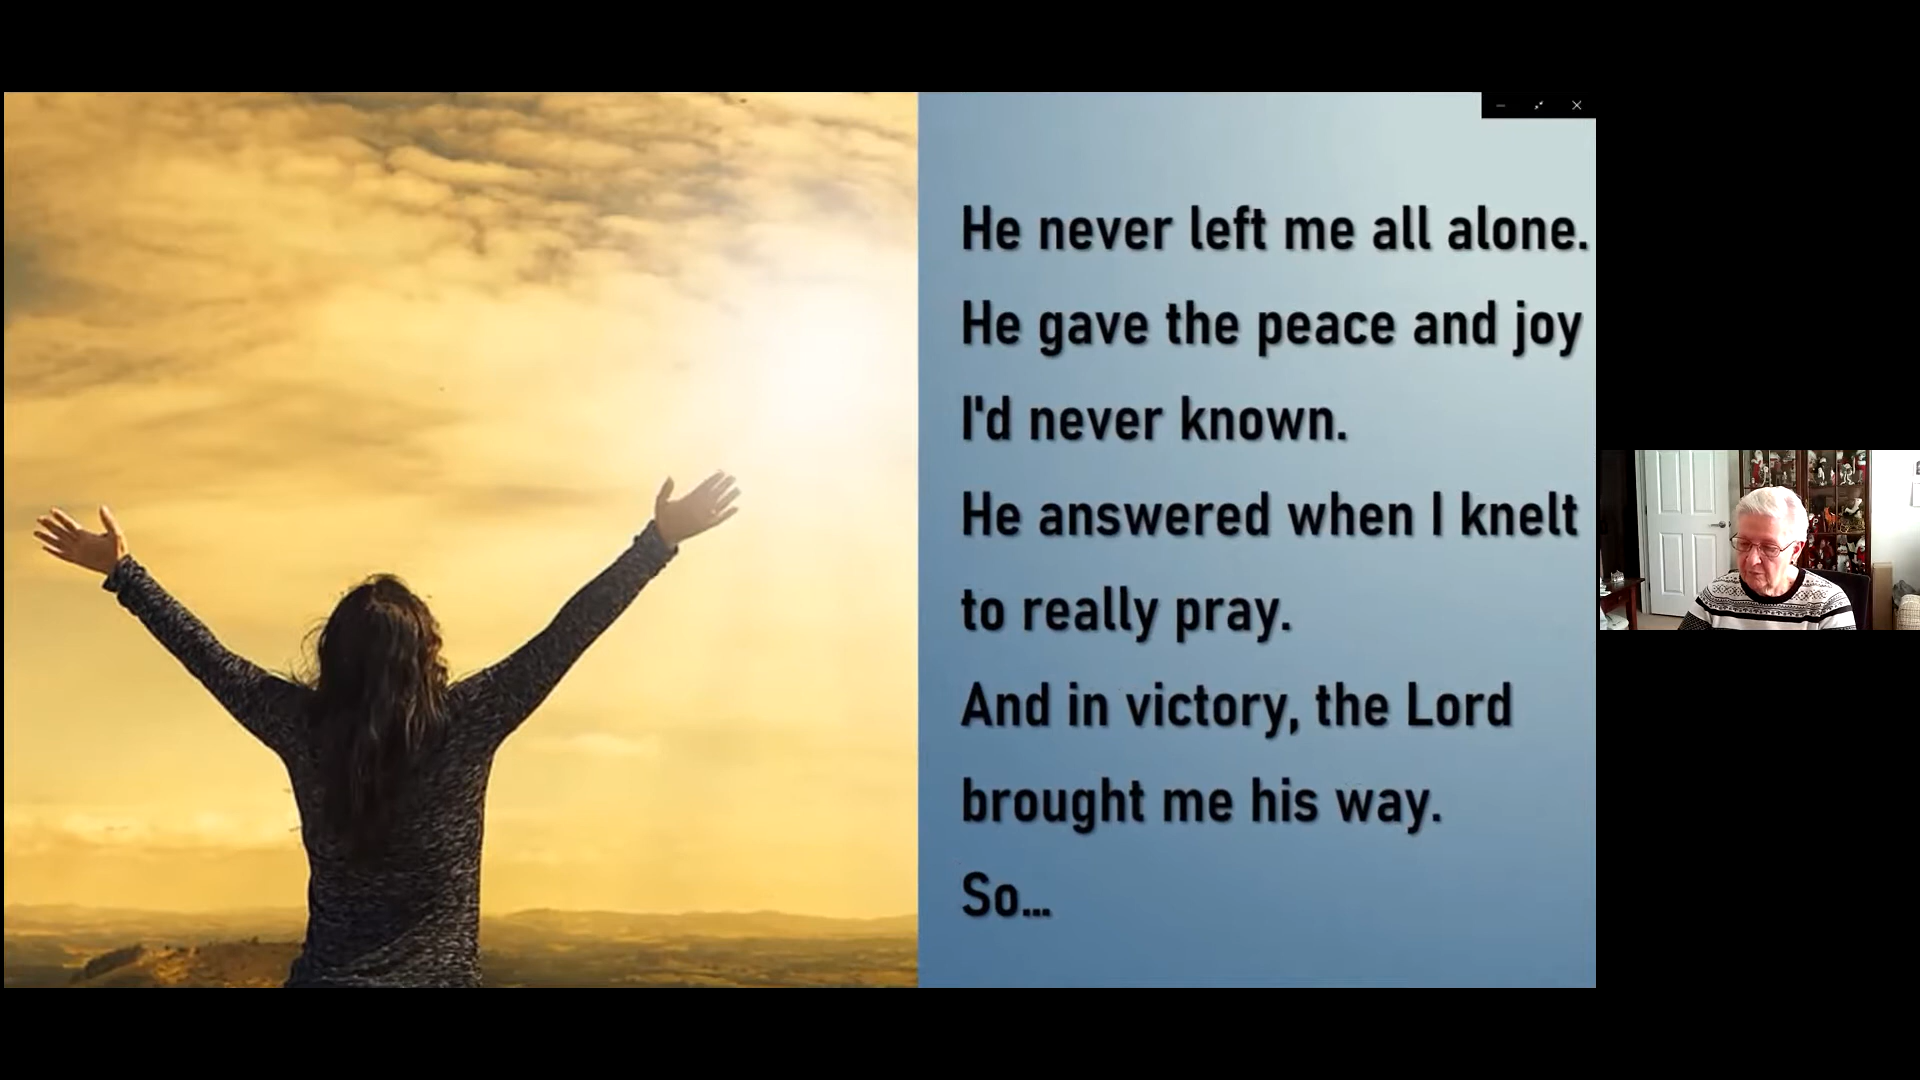 He never left me all alone.
He gave the peace and joy
I'd never known.
He answered when I knelt
to really pray.
And in victory, the Lord
brought me his way.
So...